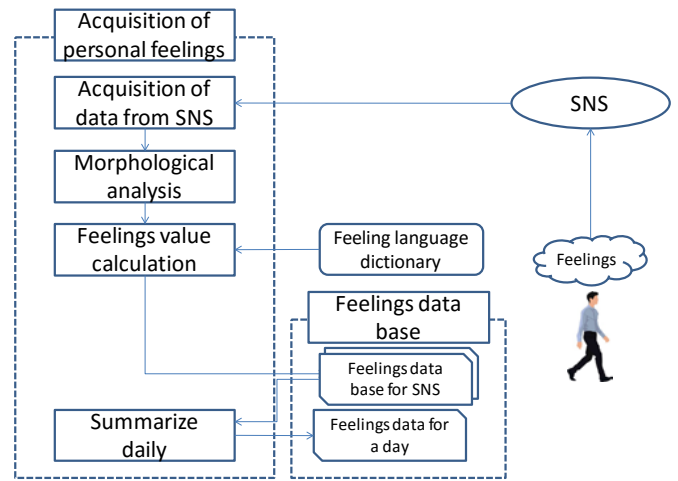 Acquisition of
personal feelings
Acquisition of
data from SNS
SNS
Morphological
analysis
Feelings value
calculation
Feeling language
dictionary
Feelings
Feelings data
base
Feelings data
base for SNS
Summarize
daily
Feelings data for
a day